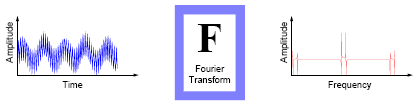 Amplitude
Time
F
Fourier
Transform
Amplitude
Frequency